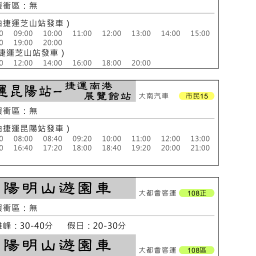 衝區：無
捷運芝山站發車）
09:00 10:00 11:00 12:00 13:00 14:00 15:00
19:00 20:00
捷運芝山站發車）
12:00 14:00 16:00 18:00 20:00
運昆陽站－捷運南港展覽館站 大南汽車 市民15
衝區：無
捷運昆陽站發車）
08:00 08:40 09:20 10:00 11:00 12:00 13:00
16:40 17:20 18:00 18:40 19:20 20:00 21:00
陽明山遊園車 大都會客運 108正
衝區：無
峰：30-40分 假日：20-30分
陽明山遊園車 大都會客運 108區